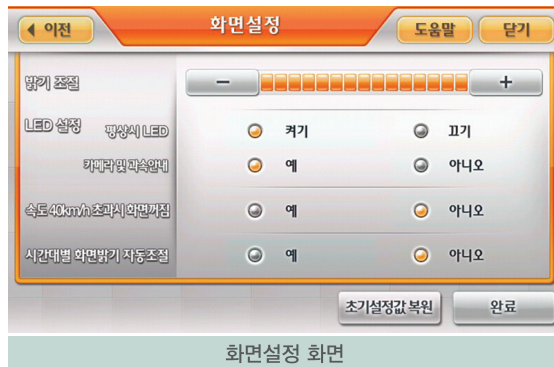 이전 화면설정 도움말 닫기
밝기 조절 − +
LED 설정 평상시 LED 켜기 끄기
카메라 및 과속안내 예 아니오
속도 40km/h 초과시 화면꺼짐 예 아니오
시간대별 화면밝기 자동조절 예 아니오
초기설정값 복원 완료
화면설정 화면